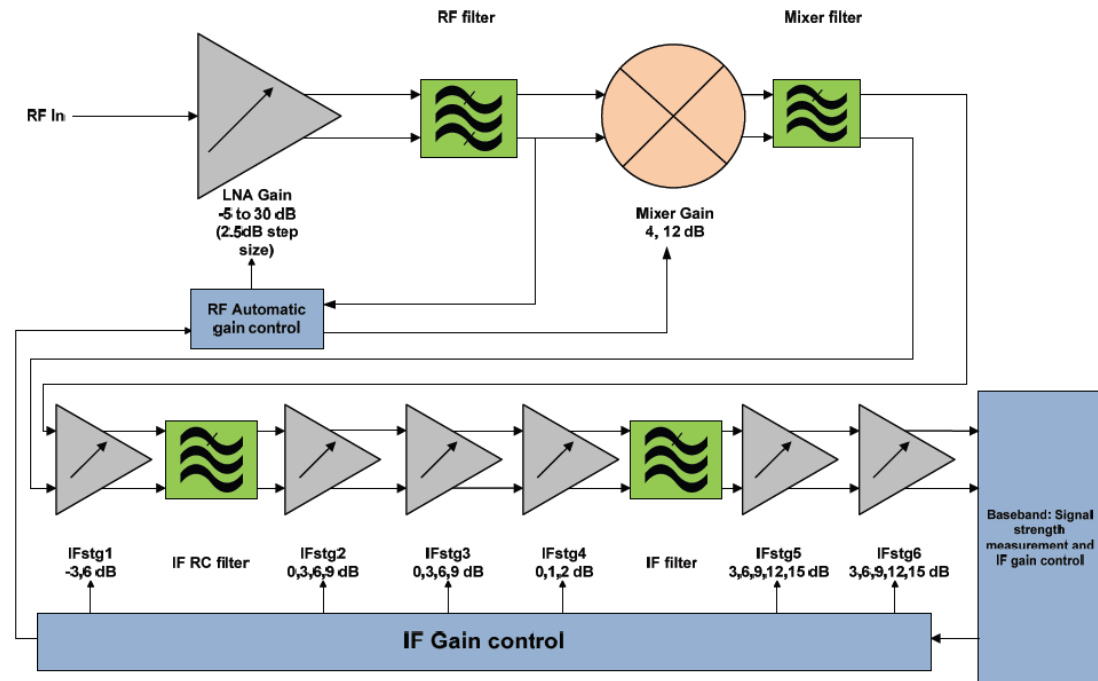 RF filter
Mixer filter
RF In
LNA Gain
-5 to 30 dB
(2.5dB step
size)
Mixer Gain
4, 12 dB
RF Automatic
gain control
IFstg1
-3,6 dB
IF RC filter
IFstg2
0,3,6,9 dB
IFstg3
0,3,6,9 dB
IFstg4
0,1,2 dB
IF filter
IFstg5
3,6,9,12,15 dB
IFstg6
3,6,9,12,15 dB
Baseband: Signal
strength
measurement and
IF gain control
IF Gain control